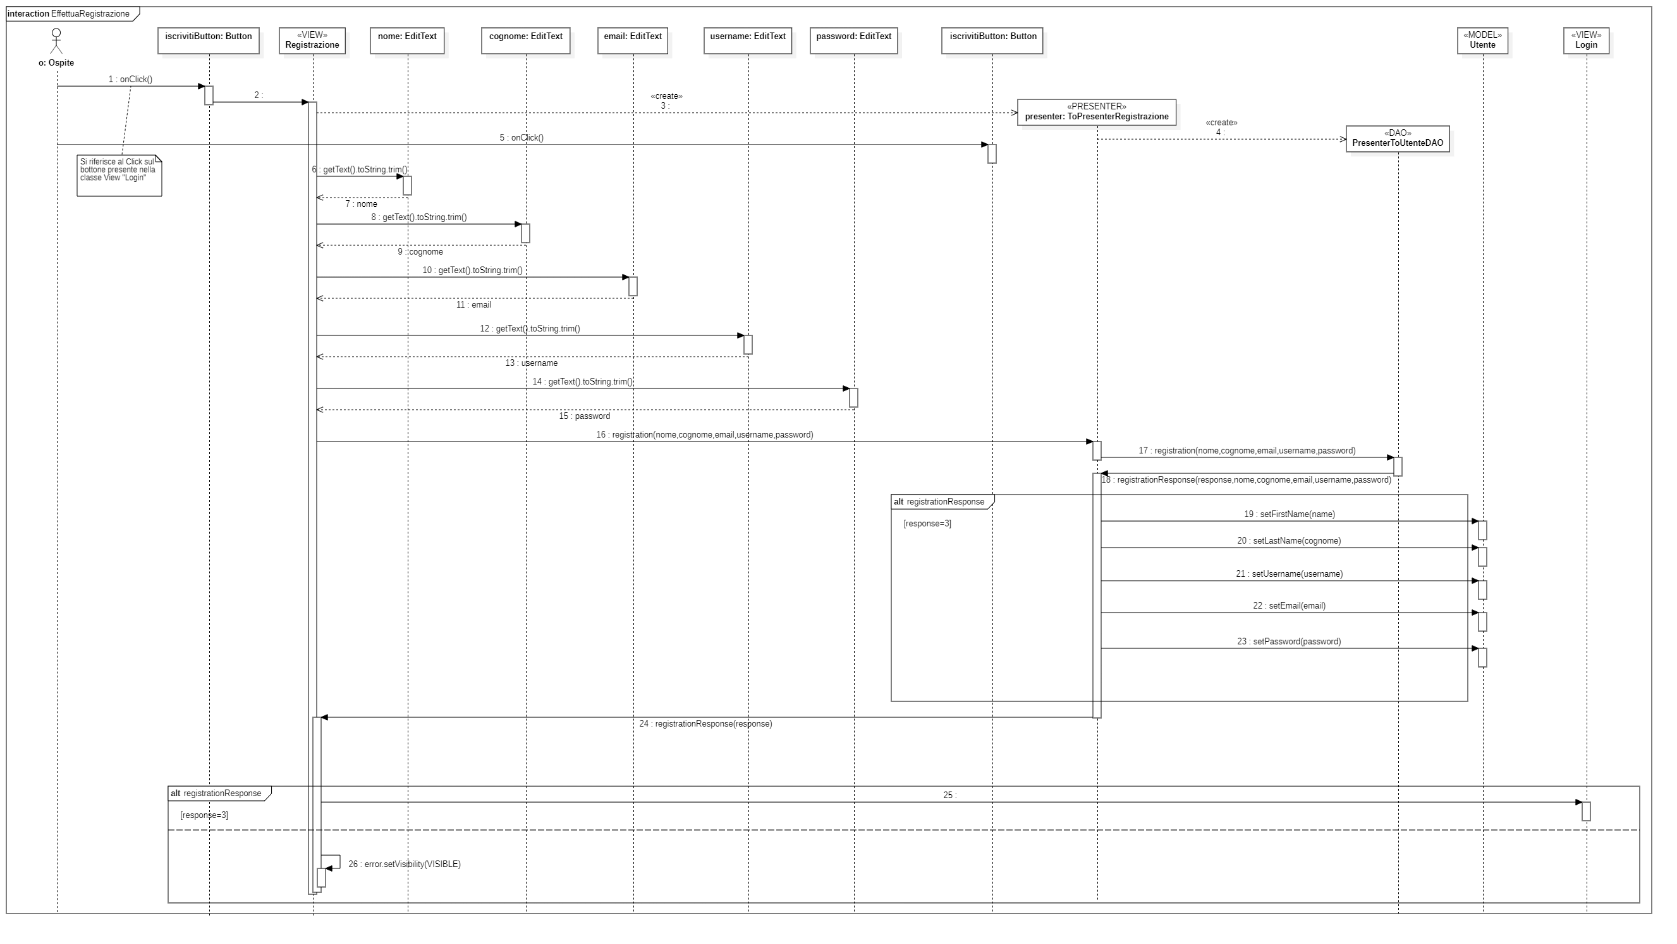 interaction EffettuaRegistrazione
o: Ospite
iscrivitiButton: Button
«VIEW»
Registrazione
nome: EditText
cognome: EditText
email: EditText
username: EditText
password: EditText
iscrivitiButton: Button
«MODEL»
Utente
«VIEW»
Login
1 : onClick()
2 :
«create»
3 :
«PRESENTER»
presenter: ToPresenterRegistrazione
«create»
4
«DAO»
PresenterToUtenteDAO
5 : onClick()
Si riferisce al Click sul
bottone presente nella
classe View "Login"
6 : getText().toString.trim()
7 : nome
8 : getText().toString.trim()
9 : cognome
10 : getText().toString.trim()
11 : email
12 : getText().toString.trim()
13 : username
14 : getText().toString.trim()
15 : password
16 : registration(nome,cognome,email,username,password)
17 : registration(nome,cognome,email,username,password)
18 : registrationResponse(response,nome,cognome,email,username,password)
alt registrationResponse
[response=3]
19 : setFirstName(name)
20 : setLastName(cognome)
21 : setUsername(username)
22 : setEmail(email)
23 : setPassword(password)
24 : registrationResponse(response)
alt registrationResponse
[response=3]
25 :
26 : error.setVisibility(VISIBLE)